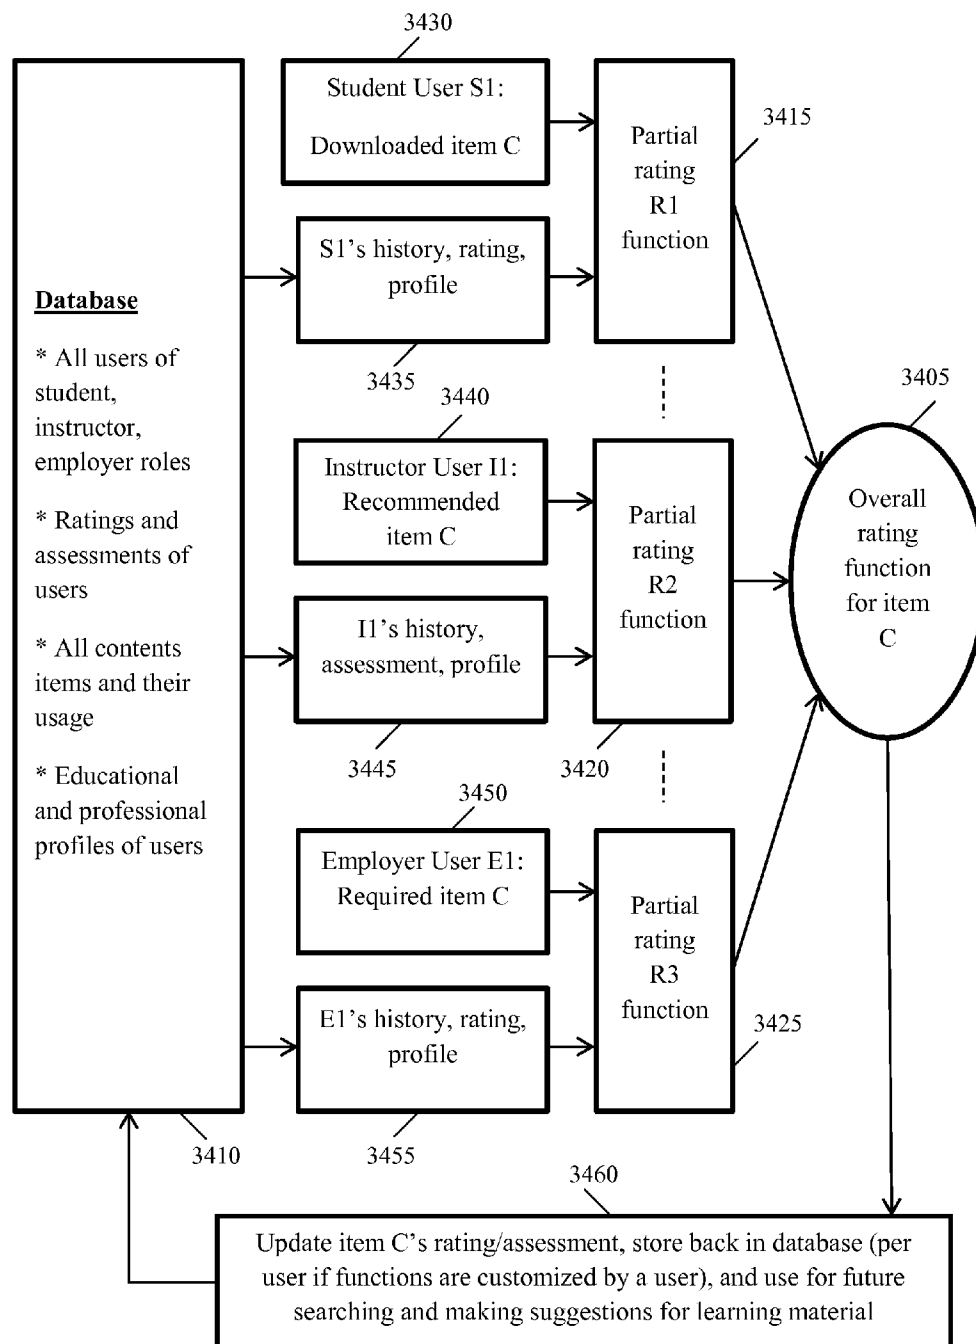 3430
Student User S1:
Downloaded item C
Partial
rating
R1
function
3415
S1's history, rating,
profile
3435
Database
* All users of
student,
instructor,
employer roles
* Ratings and
assessments of
users
* All contents
items and their
usage
* Educational
and professional
profiles of users
3410
3440
Instructor User I1:
Recommended
item C
Partial
rating
R2
function
3420
I1's history,
assessment, profile
3445
3405
Overall
rating
function
for item
C
3450
Employer User E1:
Required item C
Partial
rating
R3
function
3425
E1's history, rating,
profile
3455
3460
Update item C's rating/assessment, store back in database (per
user if functions are customized by a user), and use for future
searching and making suggestions for learning material